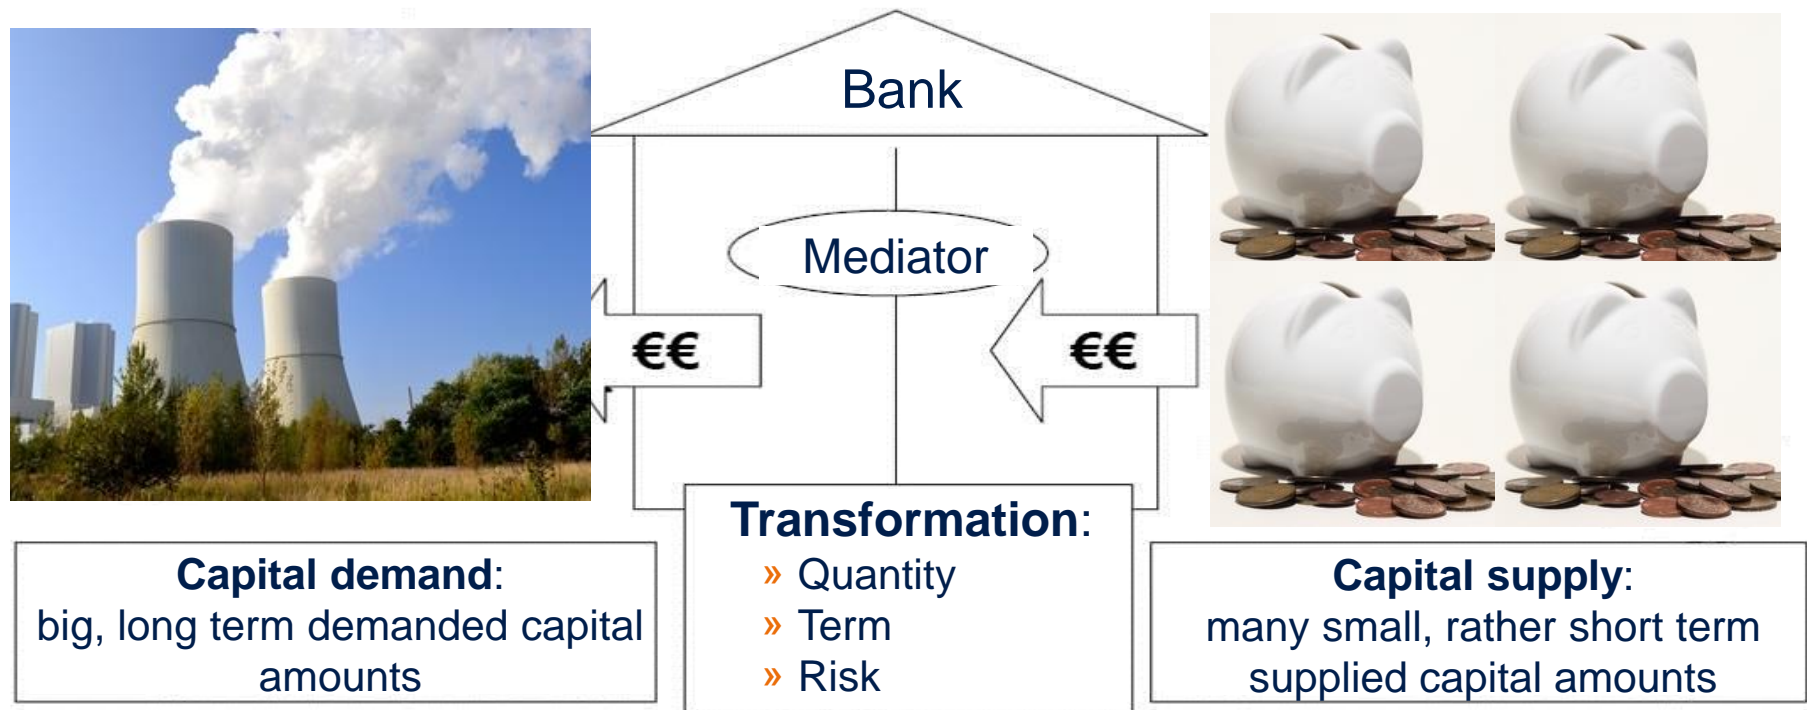 Bank
Mediator
€€
€€
Transformation:
» Quantity
» Term
» Risk
Capital demand:
big, long term demanded capital
amounts
Capital supply:
many small, rather short term
supplied capital amounts